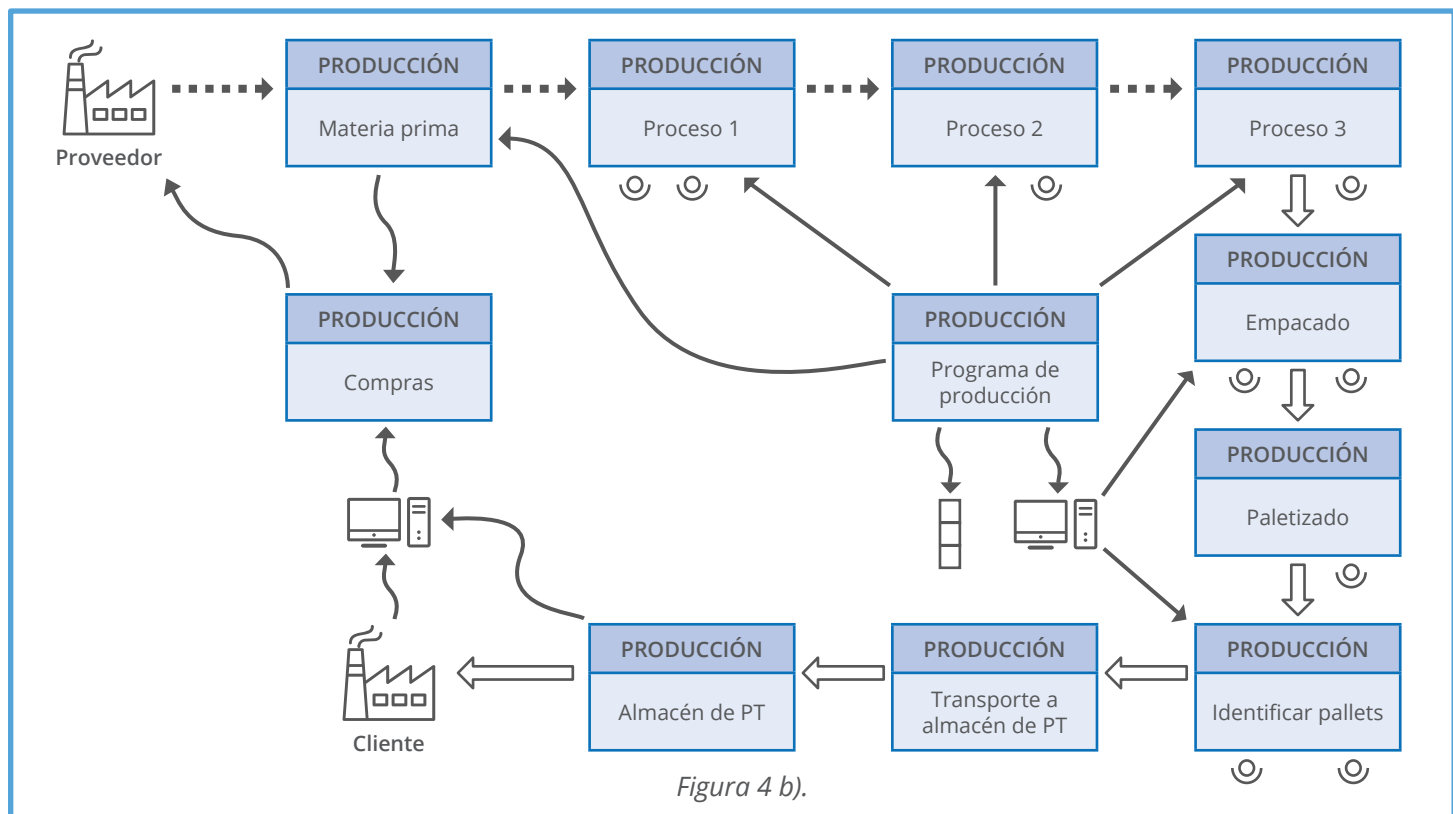 PRODUCCIÓN
Materia prima
PRODUCCIÓN
Proceso 1
PRODUCCIÓN
Proceso 2
PRODUCCIÓN
Proceso 3
Proveedor
PRODUCCIÓN
Empacado
PRODUCCIÓN
Compras
PRODUCCIÓN
Programa de
producción
PRODUCCIÓN
Paletizado
PRODUCCIÓN
Almacén de PT
PRODUCCIÓN
Transporte a
almacén de PT
PRODUCCIÓN
Identificar pallets
Cliente
Figura 4 b).